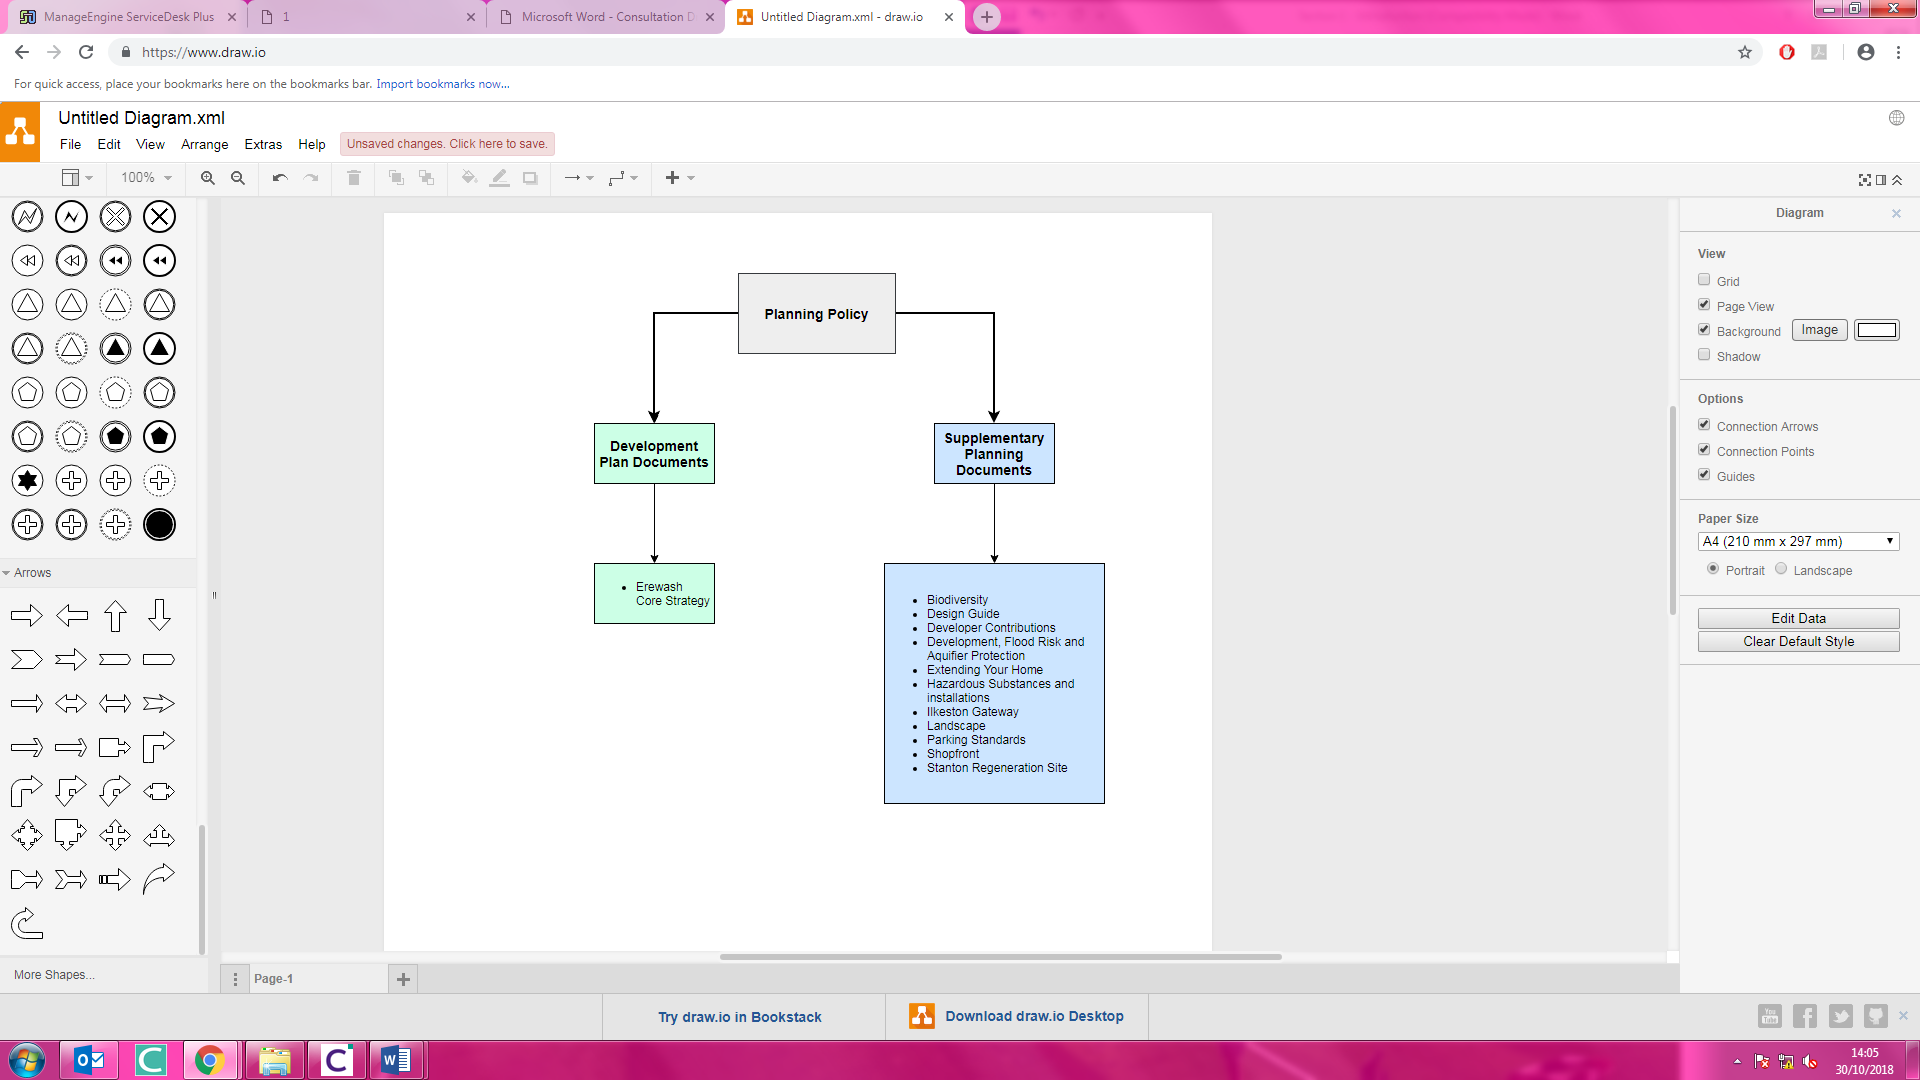 ManageEngine ServiceDesk Plus
1
Microsoft Word - Consultation D
Untitled Diagram.xml - draw.io
https://www.draw.io
For quick access, place your bookmarks here on the bookmarks bar. Import bookmarks now...
Untitled Diagram.xml
File Edit View Arrange Extras Help Unsaved changes. Click here to save.
100%
Arrows
More Shapes...
Planning Policy
Development
Plan Documents
Supplementary
Planning
Documents
• Erewash
Core Strategy
• Biodiversity
• Design Guide
• Developer Contributions
• Development, Flood Risk and
Aquifier Protection
• Extending Your Home
• Hazardous Substances and
installations
• Ilkeston Gateway
• Landscape
• Parking Standards
• Shopfront
• Stanton Regeneration Site
Diagram
View
Grid
Page View
Background Image
Shadow
Options
Connection Arrows
Connection Points
Guides
Paper Size
A4 (210 mm x 297 mm)
Portrait Landscape
Edit Data
Clear Default Style
Page-1
Try draw.io in Bookstack
Download draw.io Desktop
You
Tube
14:05
30/10/2018